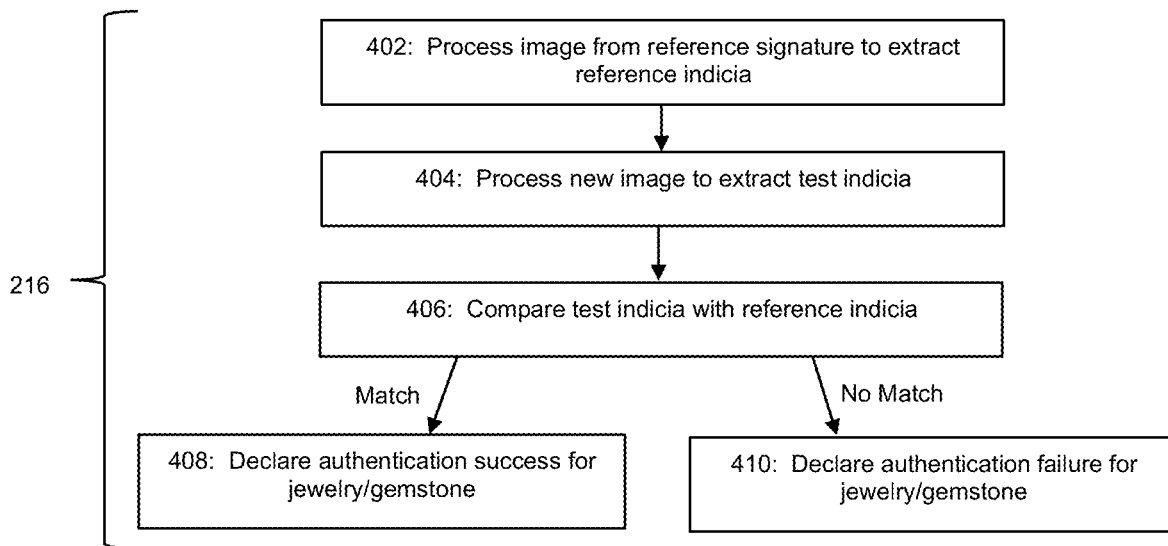 402: Process image from reference signature to extract
reference indicia
404: Process new image to extract test indicia
216
406: Compare test indicia with reference indicia
Match
No Match
408: Declare authentication success for
jewelry/gemstone
410: Declare authentication failure for
jewelry/gemstone